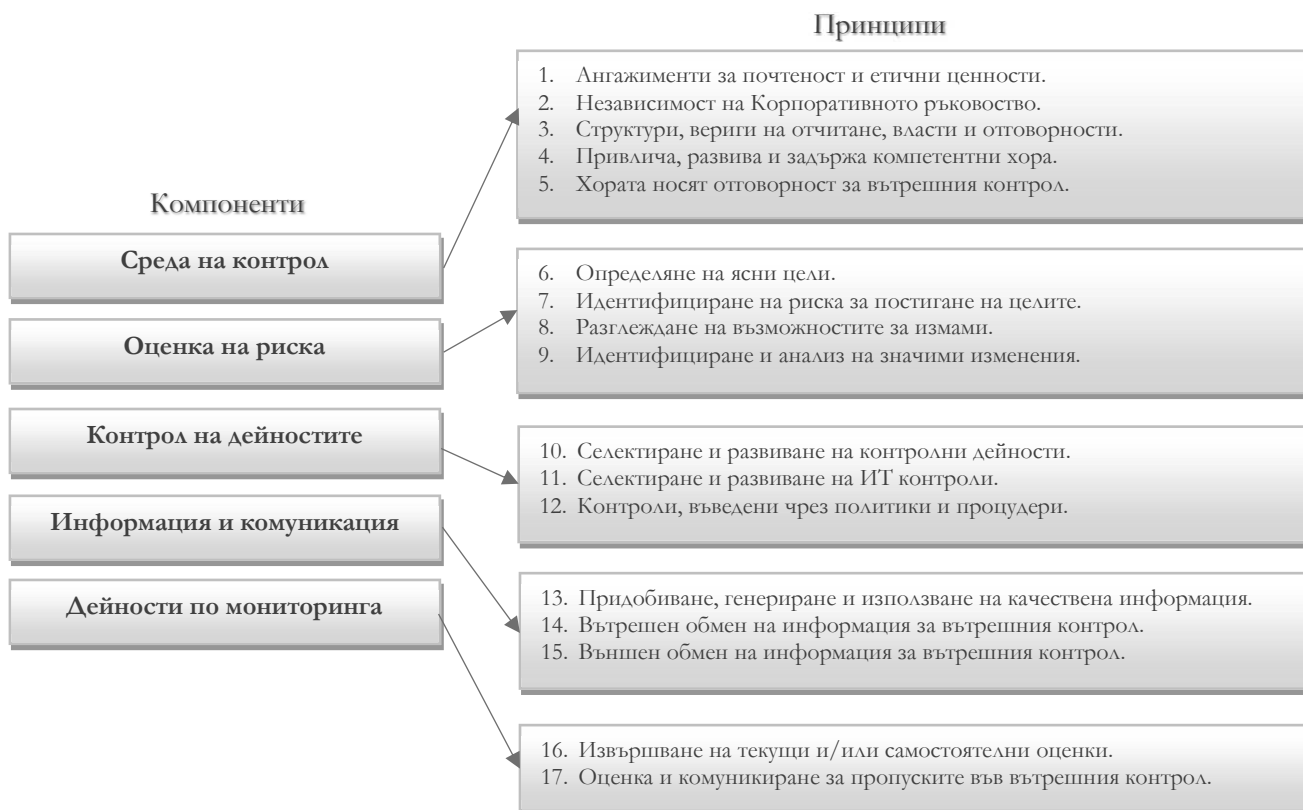 Принципи
1. Ангажименти за почтеност и етични ценности.
2. Независимост на Корпоративното ръковоство.
3. Структури, вериги на отчитане, власти и отговорности.
4. Привлича, развива и задържа компетентни хора.
5. Хората носят отговорност за вътрешния контрол.
Компоненти
Среда на контрол
6. Определяне на ясни цели.
7. Идентифициране на риска за постигане на целите.
8. Разглеждане на възможностите за измами.
9. Идентифициране и анализ на значими изменения.
Оценка на риска
Контрол на дейностите
10. Селектиране и развиване на контролни дейности.
11. Селектиране и развиване на ИТ контроли.
12. Контроли, въведени чрез политики и процудери.
Информация и комуникация
Дейности по мониторинга
13. Придобиване, генериране и използване на качествена информация.
14. Вътрешен обмен на информация за вътрешния контрол.
15. Външен обмен на информация за вътрешния контрол.
16. Извършване на текущи и/или самостоятелни оценки.
17. Оценка и комуникиране за пропуските във вътрешния контрол.